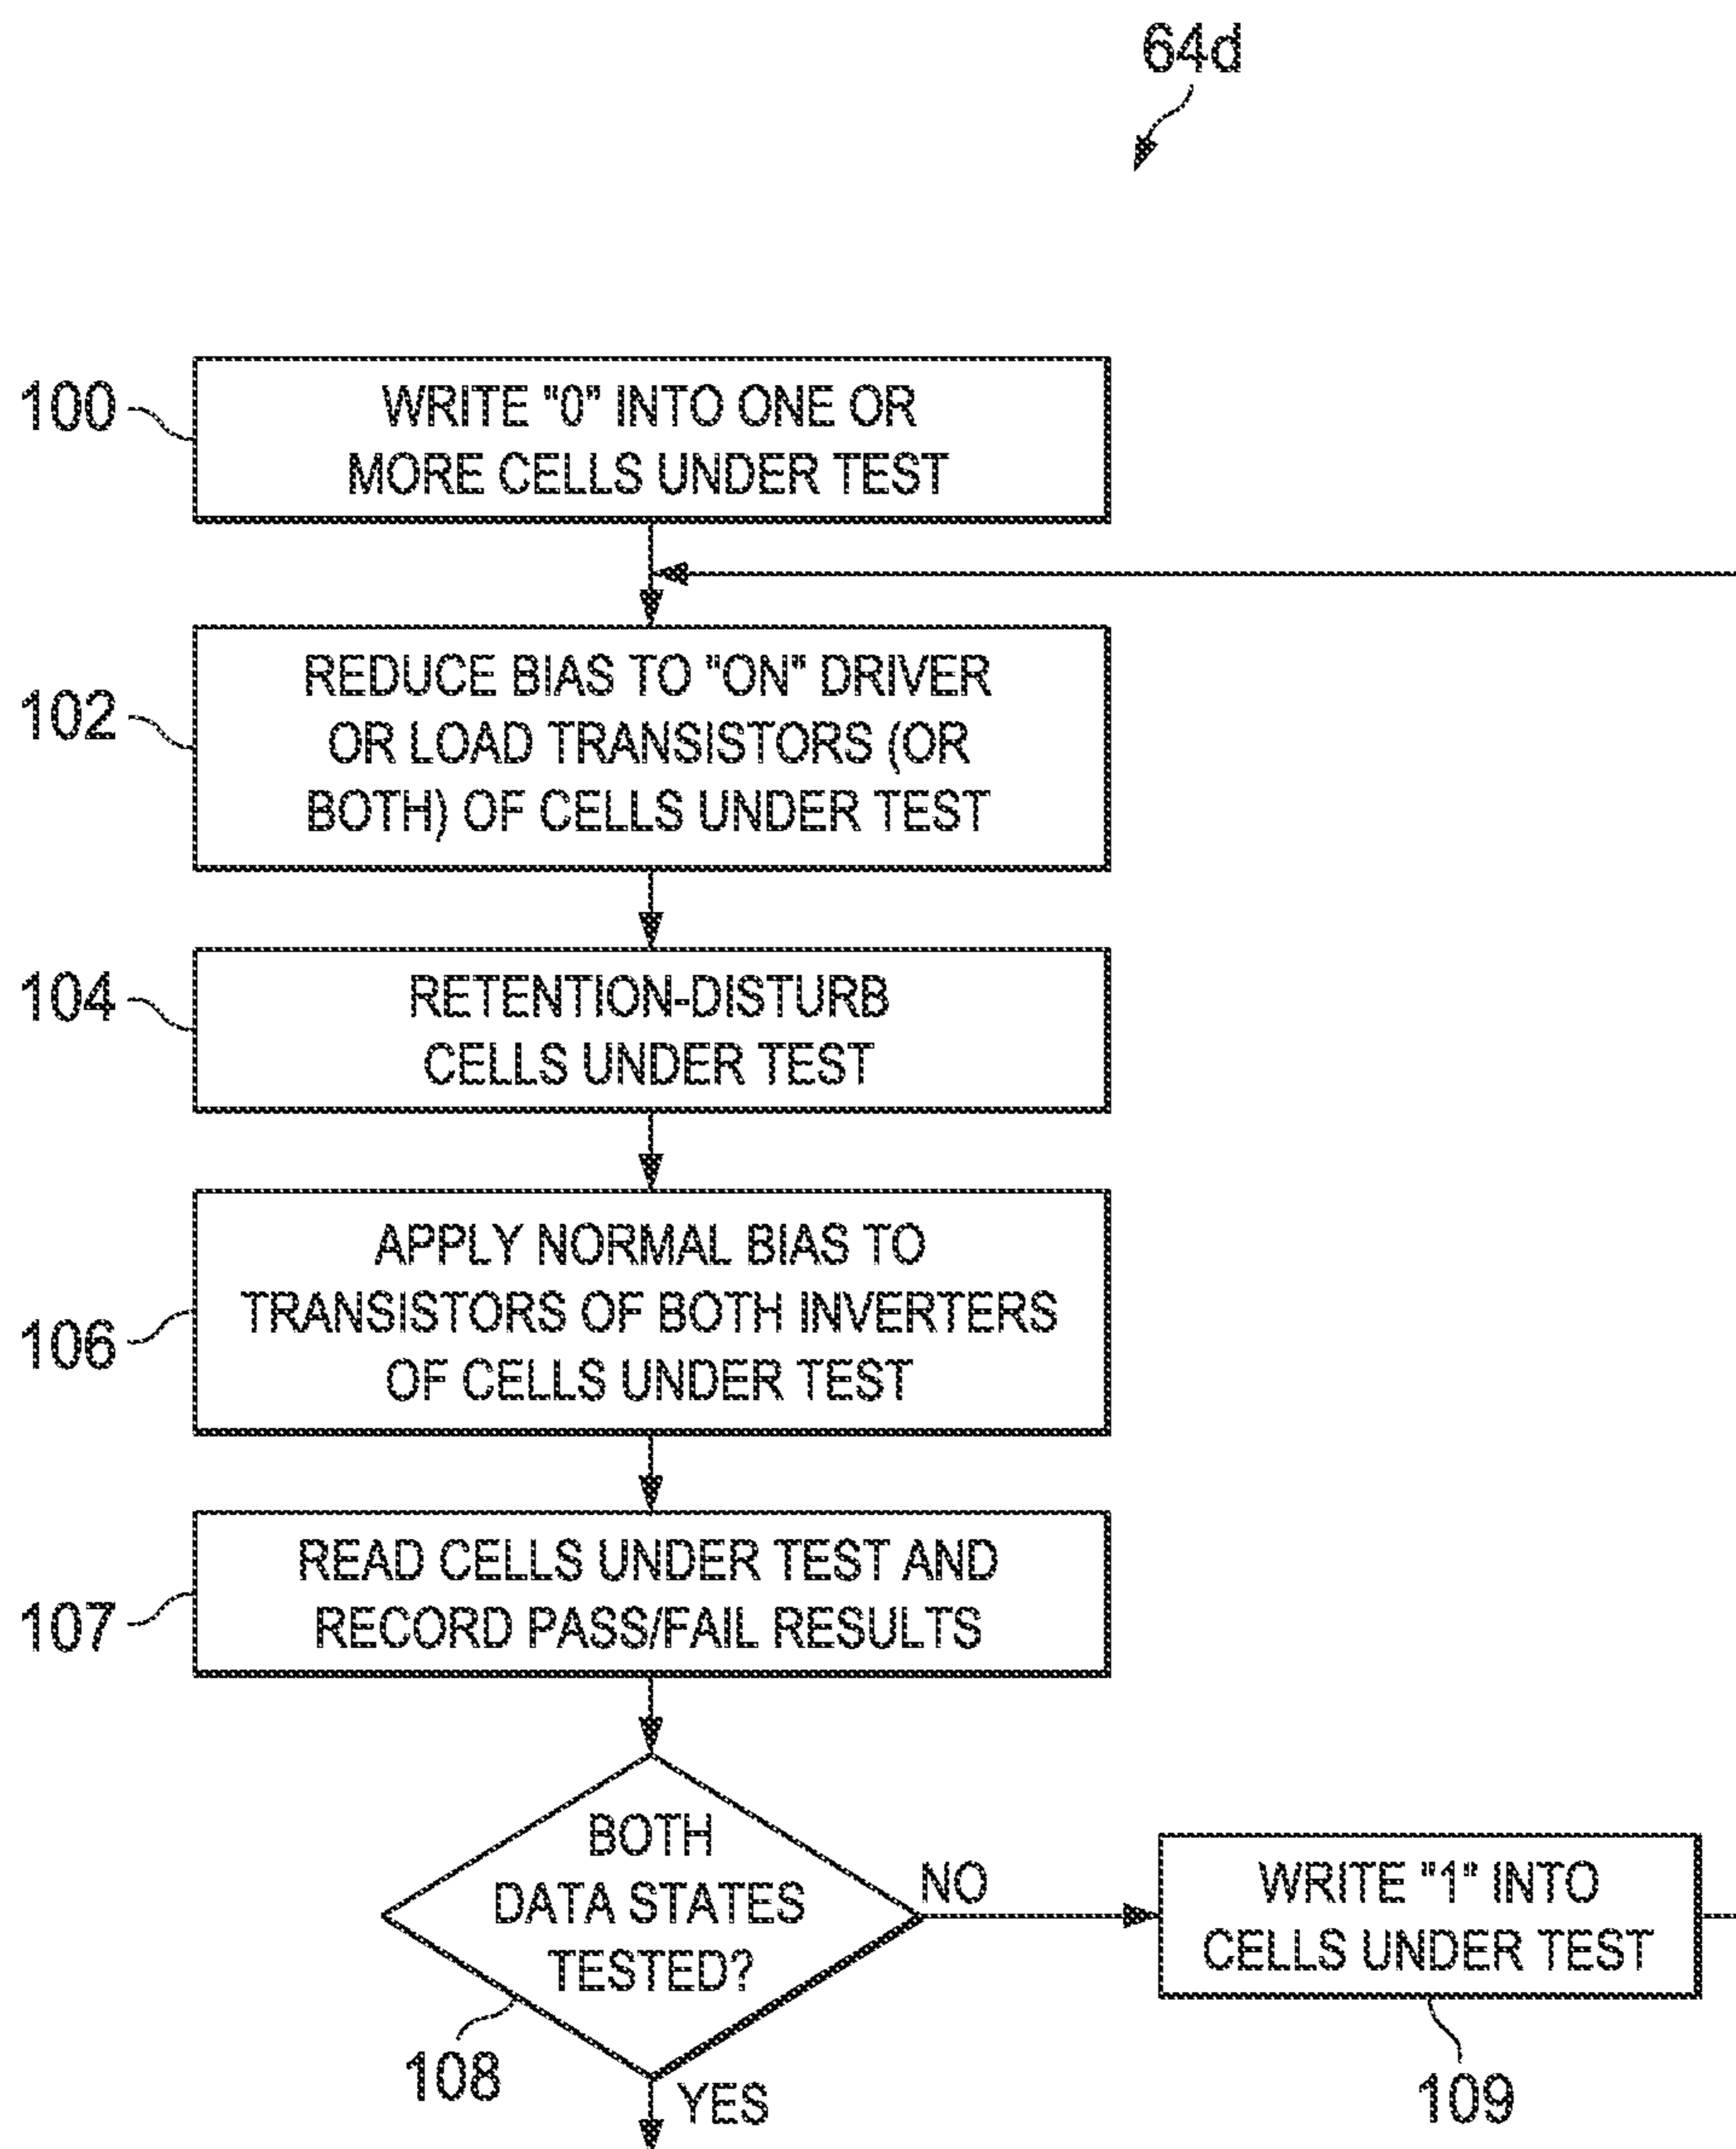 64d
100
WRITE "0" INTO ONE OR
MORE CELLS UNDER TEST
102
REDUCE BIAS TO "ON" DRIVER
OR LOAD TRANSISTORS (OR
BOTH) OF CELLS UNDER TEST
104
RETENTION-DISTURB
CELLS UNDER TEST
106
APPLY NORMAL BIAS TO
TRANSISTORS OF BOTH INVERTERS
OF CELLS UNDER TEST
107
READ CELLS UNDER TEST AND
RECORD PASS/FAIL RESULTS
BOTH
DATA STATES
TESTED?
108
NO
WRITE "1" INTO
CELLS UNDER TEST
109
YES